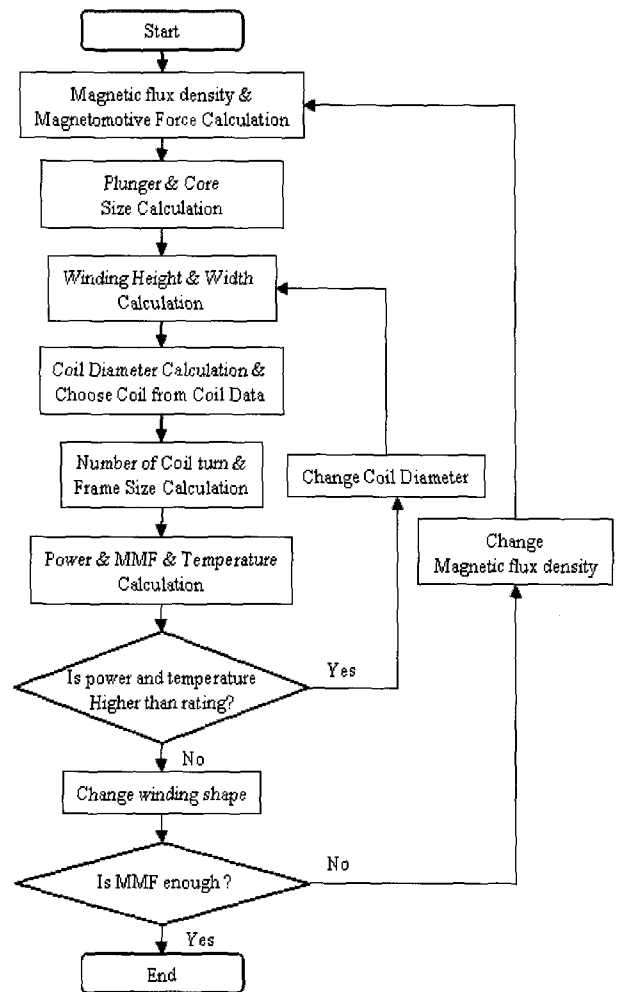 Start
Magnetic flux density &
Magnetomotive Force Calculation
Plunger & Core
Size Calculation
Winding Height & Width
Calculation
Coil Diameter Calculation &
Choose Coil from Coil Data
Number of Coil turn &
Frame Size Calculation
Change Coil Diameter
Power & MMF & Temperature
Calculation
Change
Magnetic flux density
Is power and temperature
Higher than rating?
Yes
No
Change winding shape
Is MMF enough ?
No
Yes
End